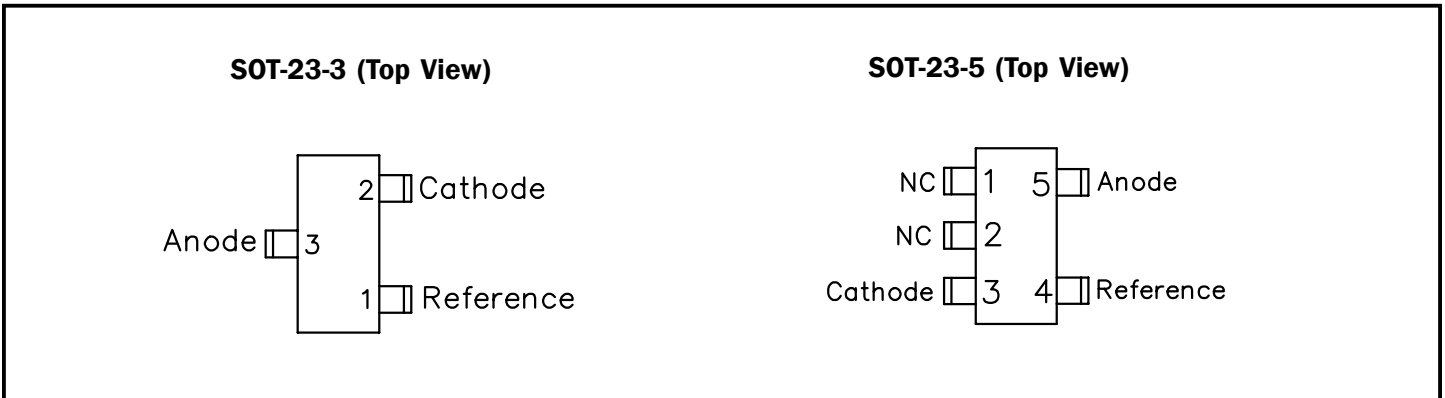 SOT-23-3 (Top View)
2 Cathode
Anode 3
1 Reference
SOT-23-5 (Top View)
NC 1 5 Anode
NC 2
Cathode 3 4 Reference